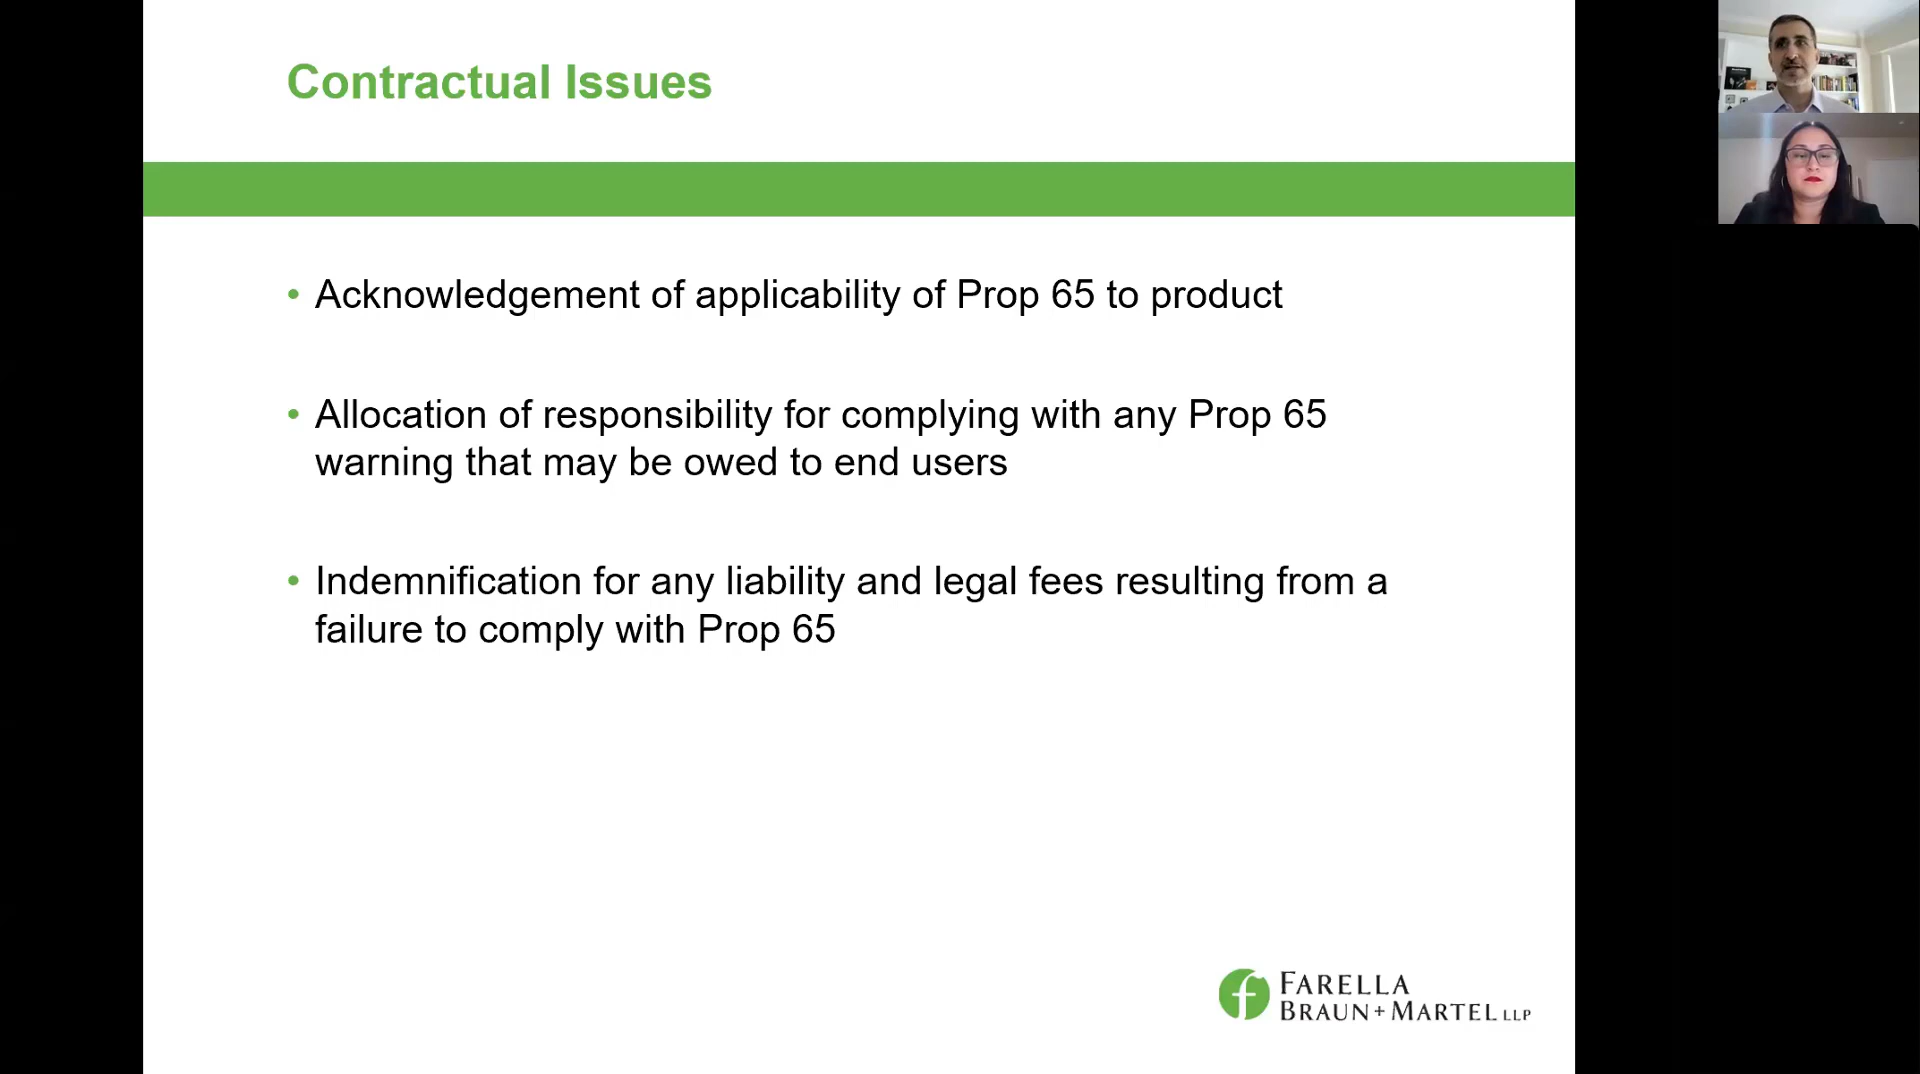 Contractual Issues
• Acknowledgement of applicability of Prop 65 to product
• Allocation of responsibility for complying with any Prop 65
warning that may be owed to end users
• Indemnification for any liability and legal fees resulting from a
failure to comply with Prop 65
f
FARELLA
BRAUN+MARTEL LLP